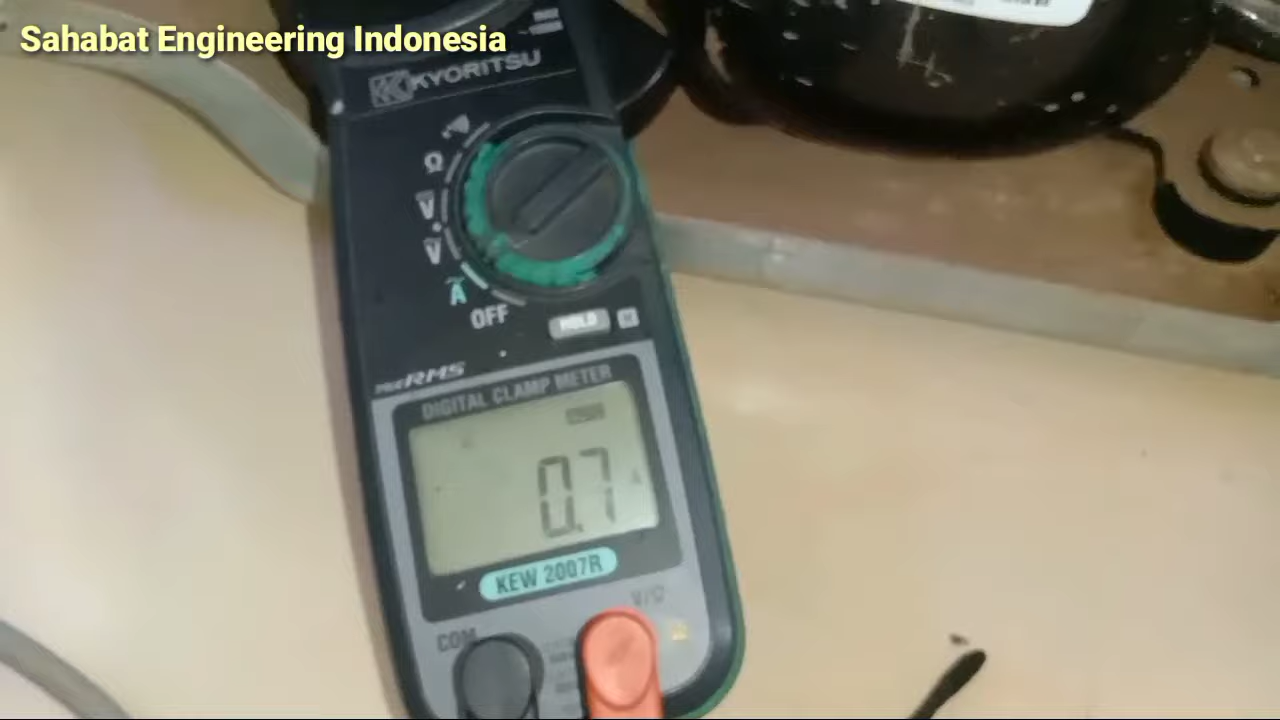 Sahabat Engineering Indonesia
KYORITSU
Ω
V
V
A
OFF
HOLD
RMS
DIGITAL CLAMP METER
0.7
A
KEW 2007R
V/Ω
COM